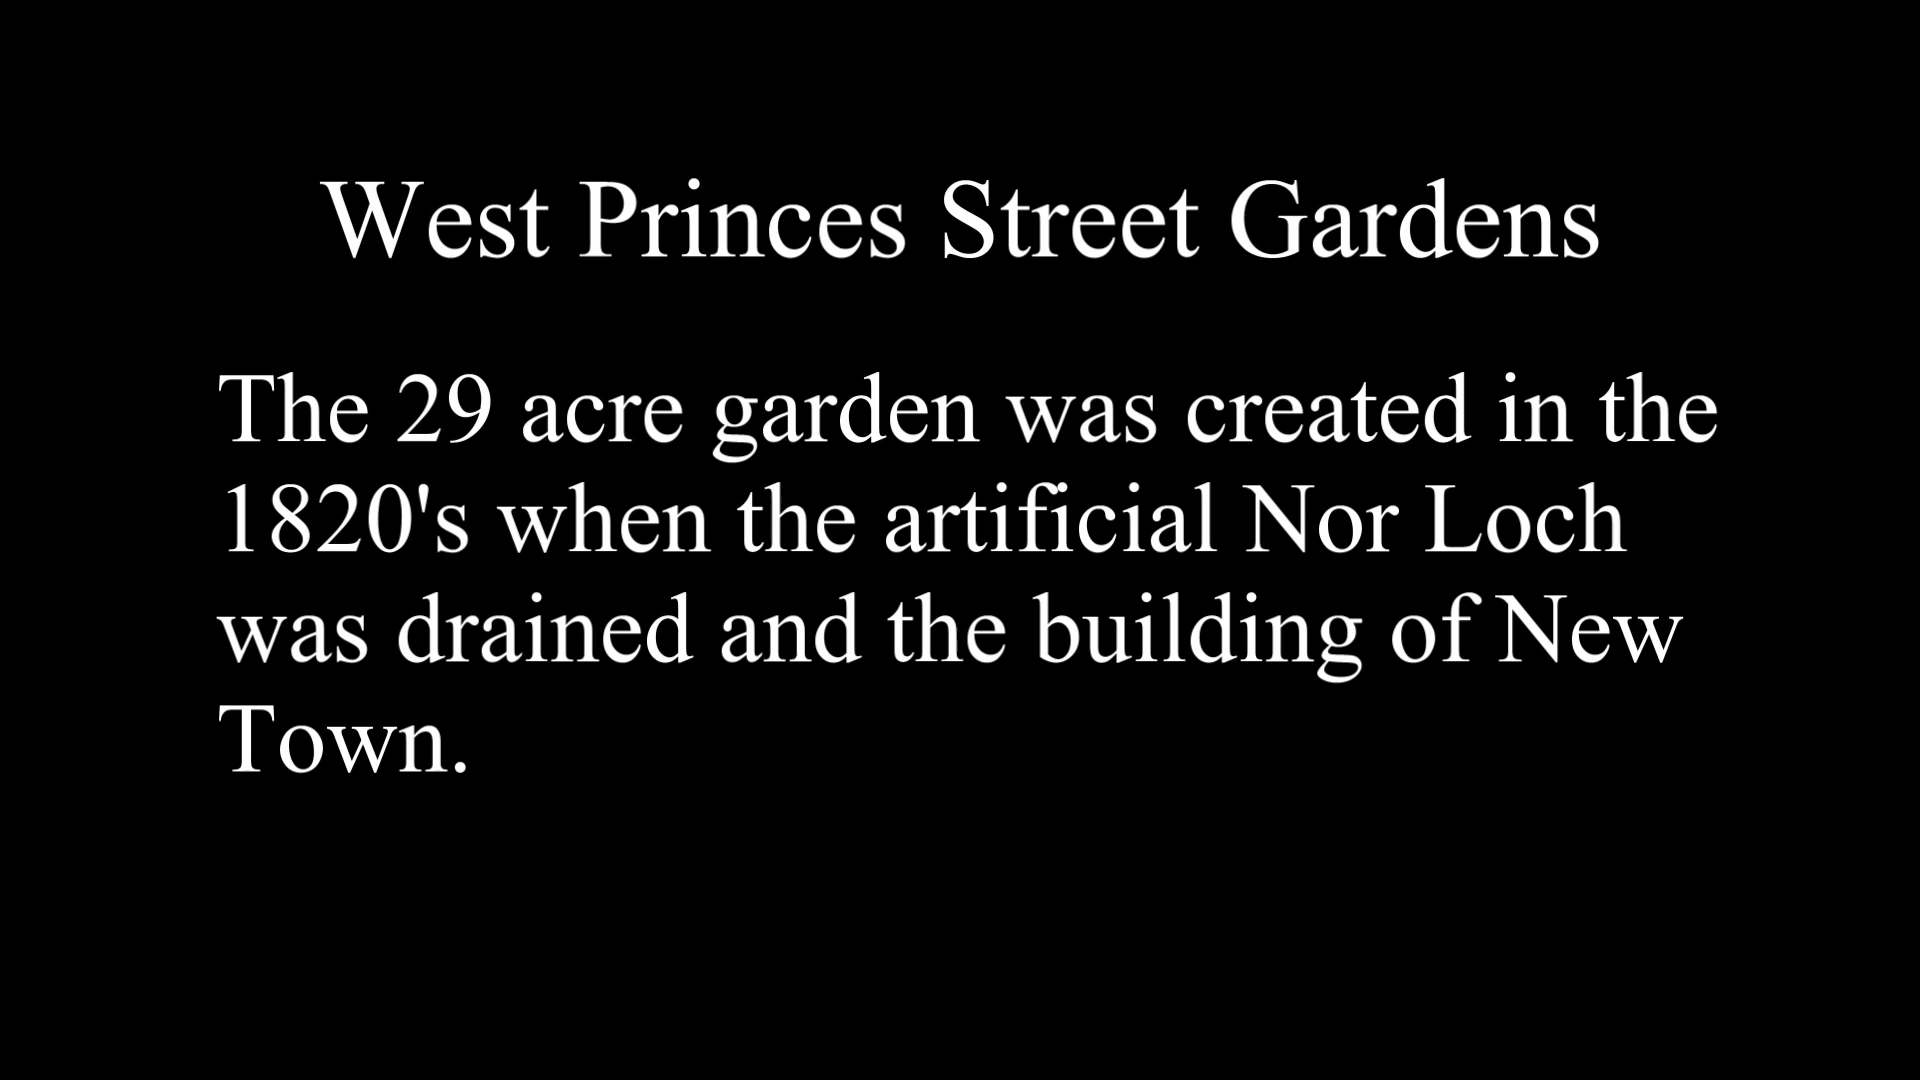 West Princes Street Gardens
The 29 acre garden was created in the
1820's when the artificial Nor Loch
was drained and the building of New
Town.